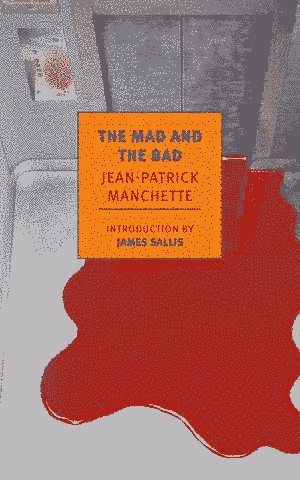 THE MAD AND
THE BAD
JEAN-PATRICK
MANCHETTE
INTRODUCTION BY
JAMES SALLIS